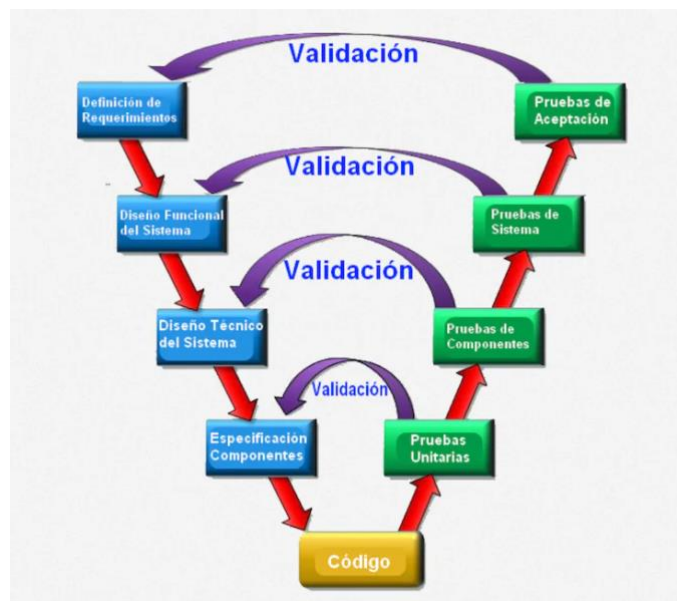 Validación
Definición de
Requerimientos
Pruebas de
Aceptación
Validación
Diseño Funcional
del Sistema
Pruebas de
Sistema
Validación
Diseño Técnico
del Sistema
Pruebas de
Componentes
Validación
Especificación
Componentes
Pruebas
Unitarias
Código